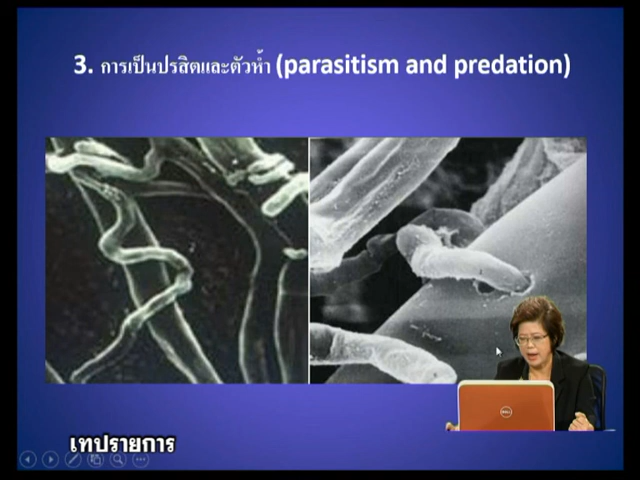 3. การเป็นปรสิตและตัวห้ำ (parasitism and predation)
DELL
เทปรายการ